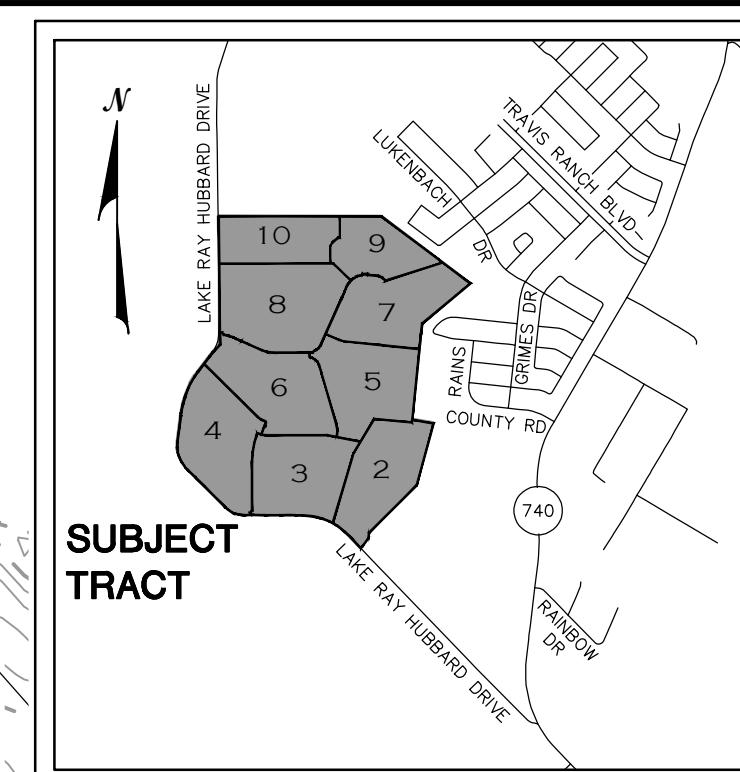 N
LAKE RAY HUBBARD DRIVE
TRAVIS RANCH BLVD
LUKENBACH
DR
10
9
8
7
GRIMES DR
RAINS
COUNTY RD
6
5
4
3
2
740
SUBJECT
TRACT
LAKE RAY HUBBARD DRIVE
RAINBOW
DR